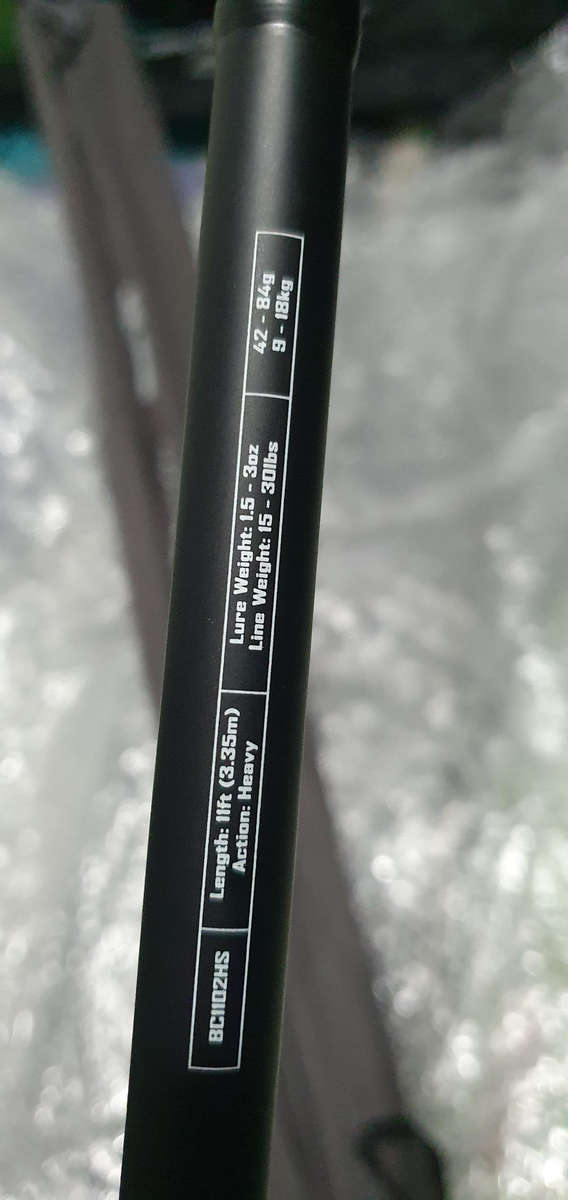 BC1102HS
Length: 11ft (3.35m)
Action: Heavy
Lure Weight: 1.5 - 3oz
Line Weight: 15 - 30lbs
42 - 84g
9 - 18kg